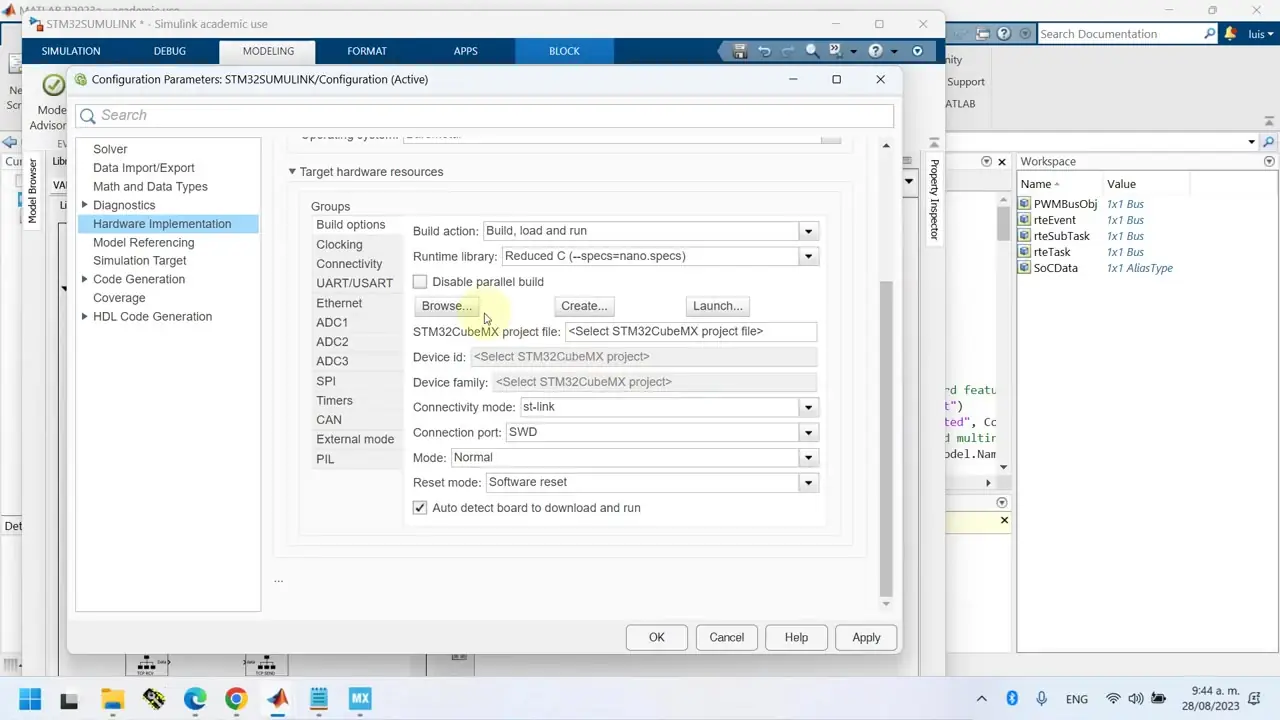 MATLAB R2023a
STM32SUMULINK * - Simulink academic use
SIMULATION
DEBUG
MODELING
FORMAT
APPS
BLOCK
Search Documentation
luis
Configuration Parameters: STM32SUMULINK/Configuration (Active)
Support
Search
Solver
Data Import/Export
Math and Data Types
Diagnostics
Hardware Implementation
Model Referencing
Simulation Target
Code Generation
Coverage
HDL Code Generation
Model Browser
Property Inspector
Target hardware resources
Groups
Build options
Clocking
Connectivity
UART/USART
Ethernet
ADC1
ADC2
ADC3
SPI
Timers
CAN
External mode
PIL
Build action: Build, load and run
Runtime library: Reduced C (--specs=nano.specs)
Disable parallel build
Browse...
Create...
Launch...
STM32CubeMX project file: <Select STM32CubeMX project file>
Device id: <Select STM32CubeMX project>
Device family: <Select STM32CubeMX project>
Connectivity mode: st-link
Connection port: SWD
Mode: Normal
Reset mode: Software reset
Auto detect board to download and run
...
OK
Cancel
Help
Apply
Workspace
Name
Value
PWMBusObj 1x1 Bus
rteEvent 1x1 Bus
rteSubTask 1x1 Bus
rteTask 1x1 Bus
SoCData 1x1 AliasType
MX
ENG
9:44 a. m.
28/08/2023